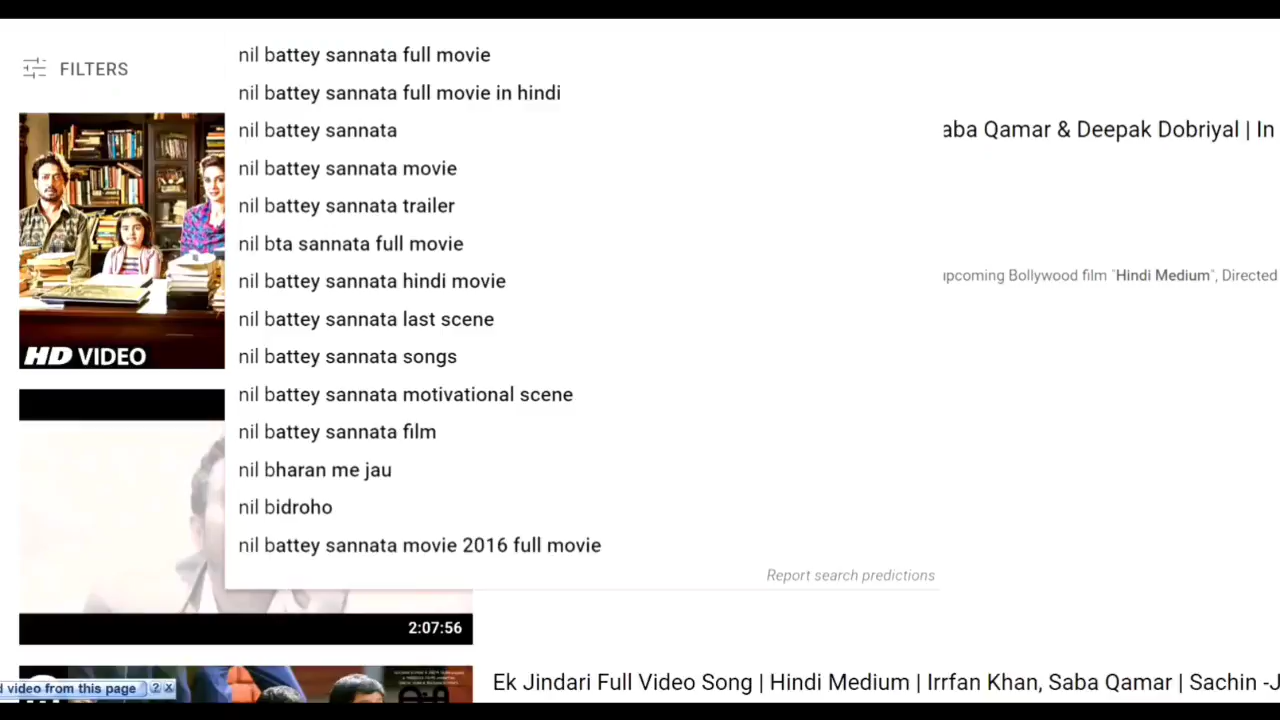 FILTERS
nil battey sannata full movie
nil battey sannata full movie in hindi
nil battey sannata
nil battey sannata movie
nil battey sannata trailer
nil bta sannata full movie
nil battey sannata hindi movie
nil battey sannata last scene
nil battey sannata songs
nil battey sannata motivational scene
nil battey sannata film
nil bharan me jau
nil bidroho
nil battey sannata movie 2016 full movie
Report search predictions
aba Qamar & Deepak Dobriyal | In
upcoming Bollywood film "Hindi Medium", Directed
HD VIDEO
2:07:56
d video from this page ? X
Ek Jindari Full Video Song | Hindi Medium | Irrfan Khan, Saba Qamar | Sachin -J